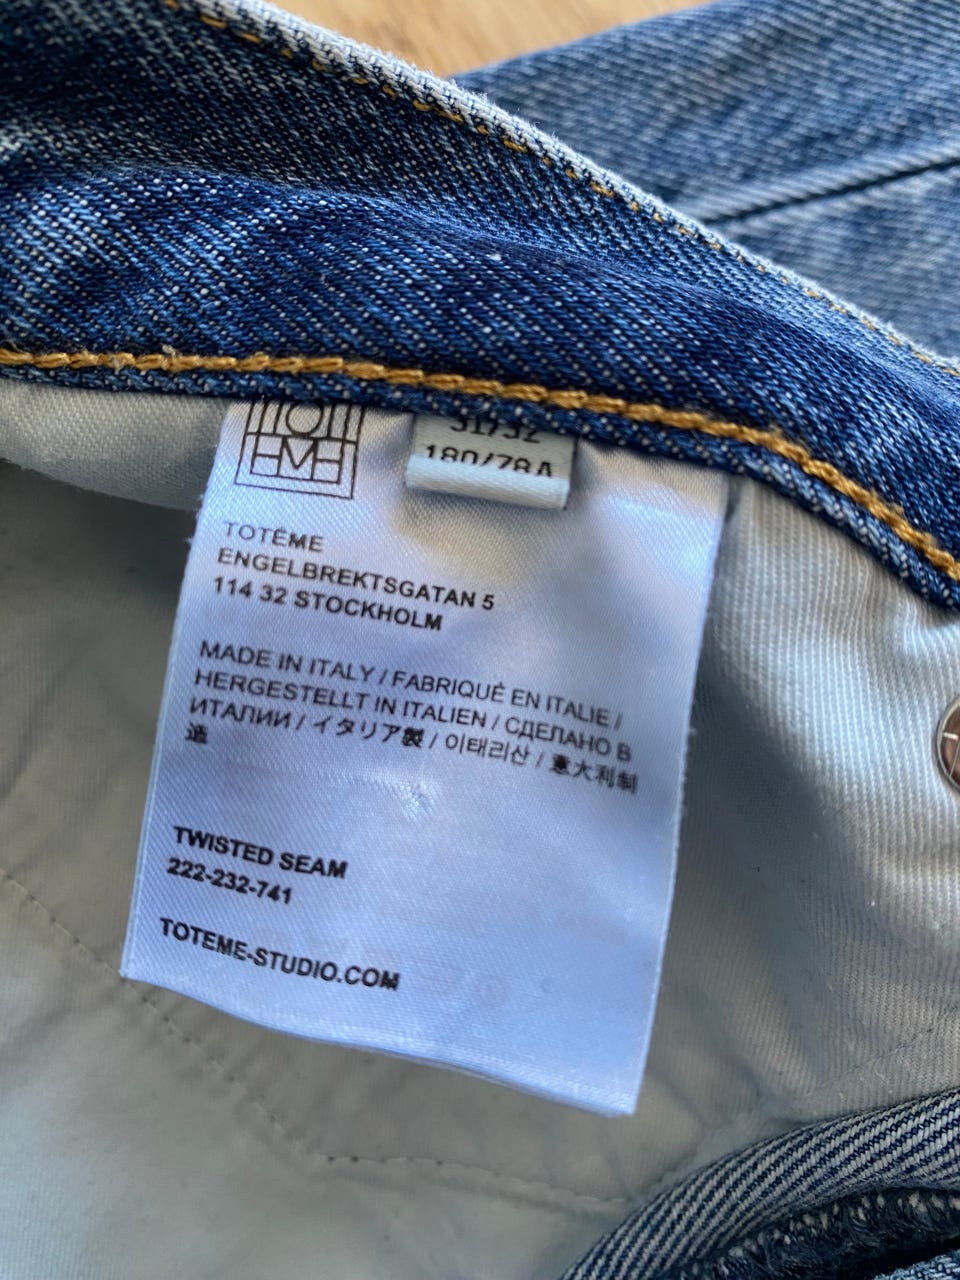 TOTEME
31/32
180/78A
TOTÊME
ENGELBREKTSGATAN 5
114 32 STOCKHOLM
MADE IN ITALY / FABRIQUÉ EN ITALIE /
HERGESTELLT IN ITALIEN / СДЕЛАНО В
ИТАЛИИ / イタリア製 / 이태리산 / 意大利制
造
TWISTED SEAM
222-232-741
TOTEME-STUDIO.COM